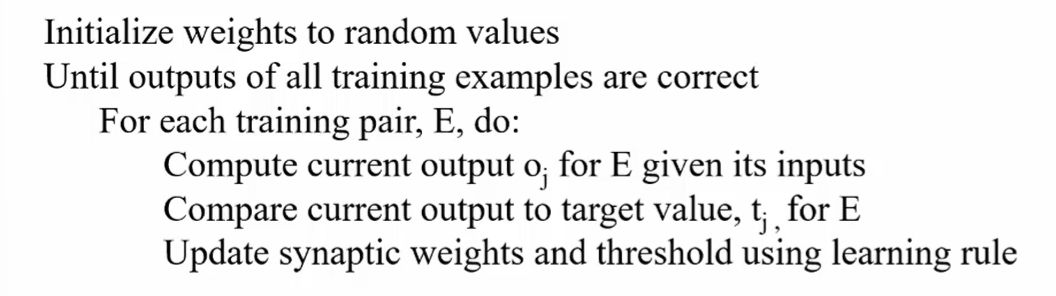 Initialize weights to random values
Until outputs of all training examples are correct
For each training pair, E, do:
Compute current output oj for E given its inputs
Compare current output to target value, tj , for E
Update synaptic weights and threshold using learning rule